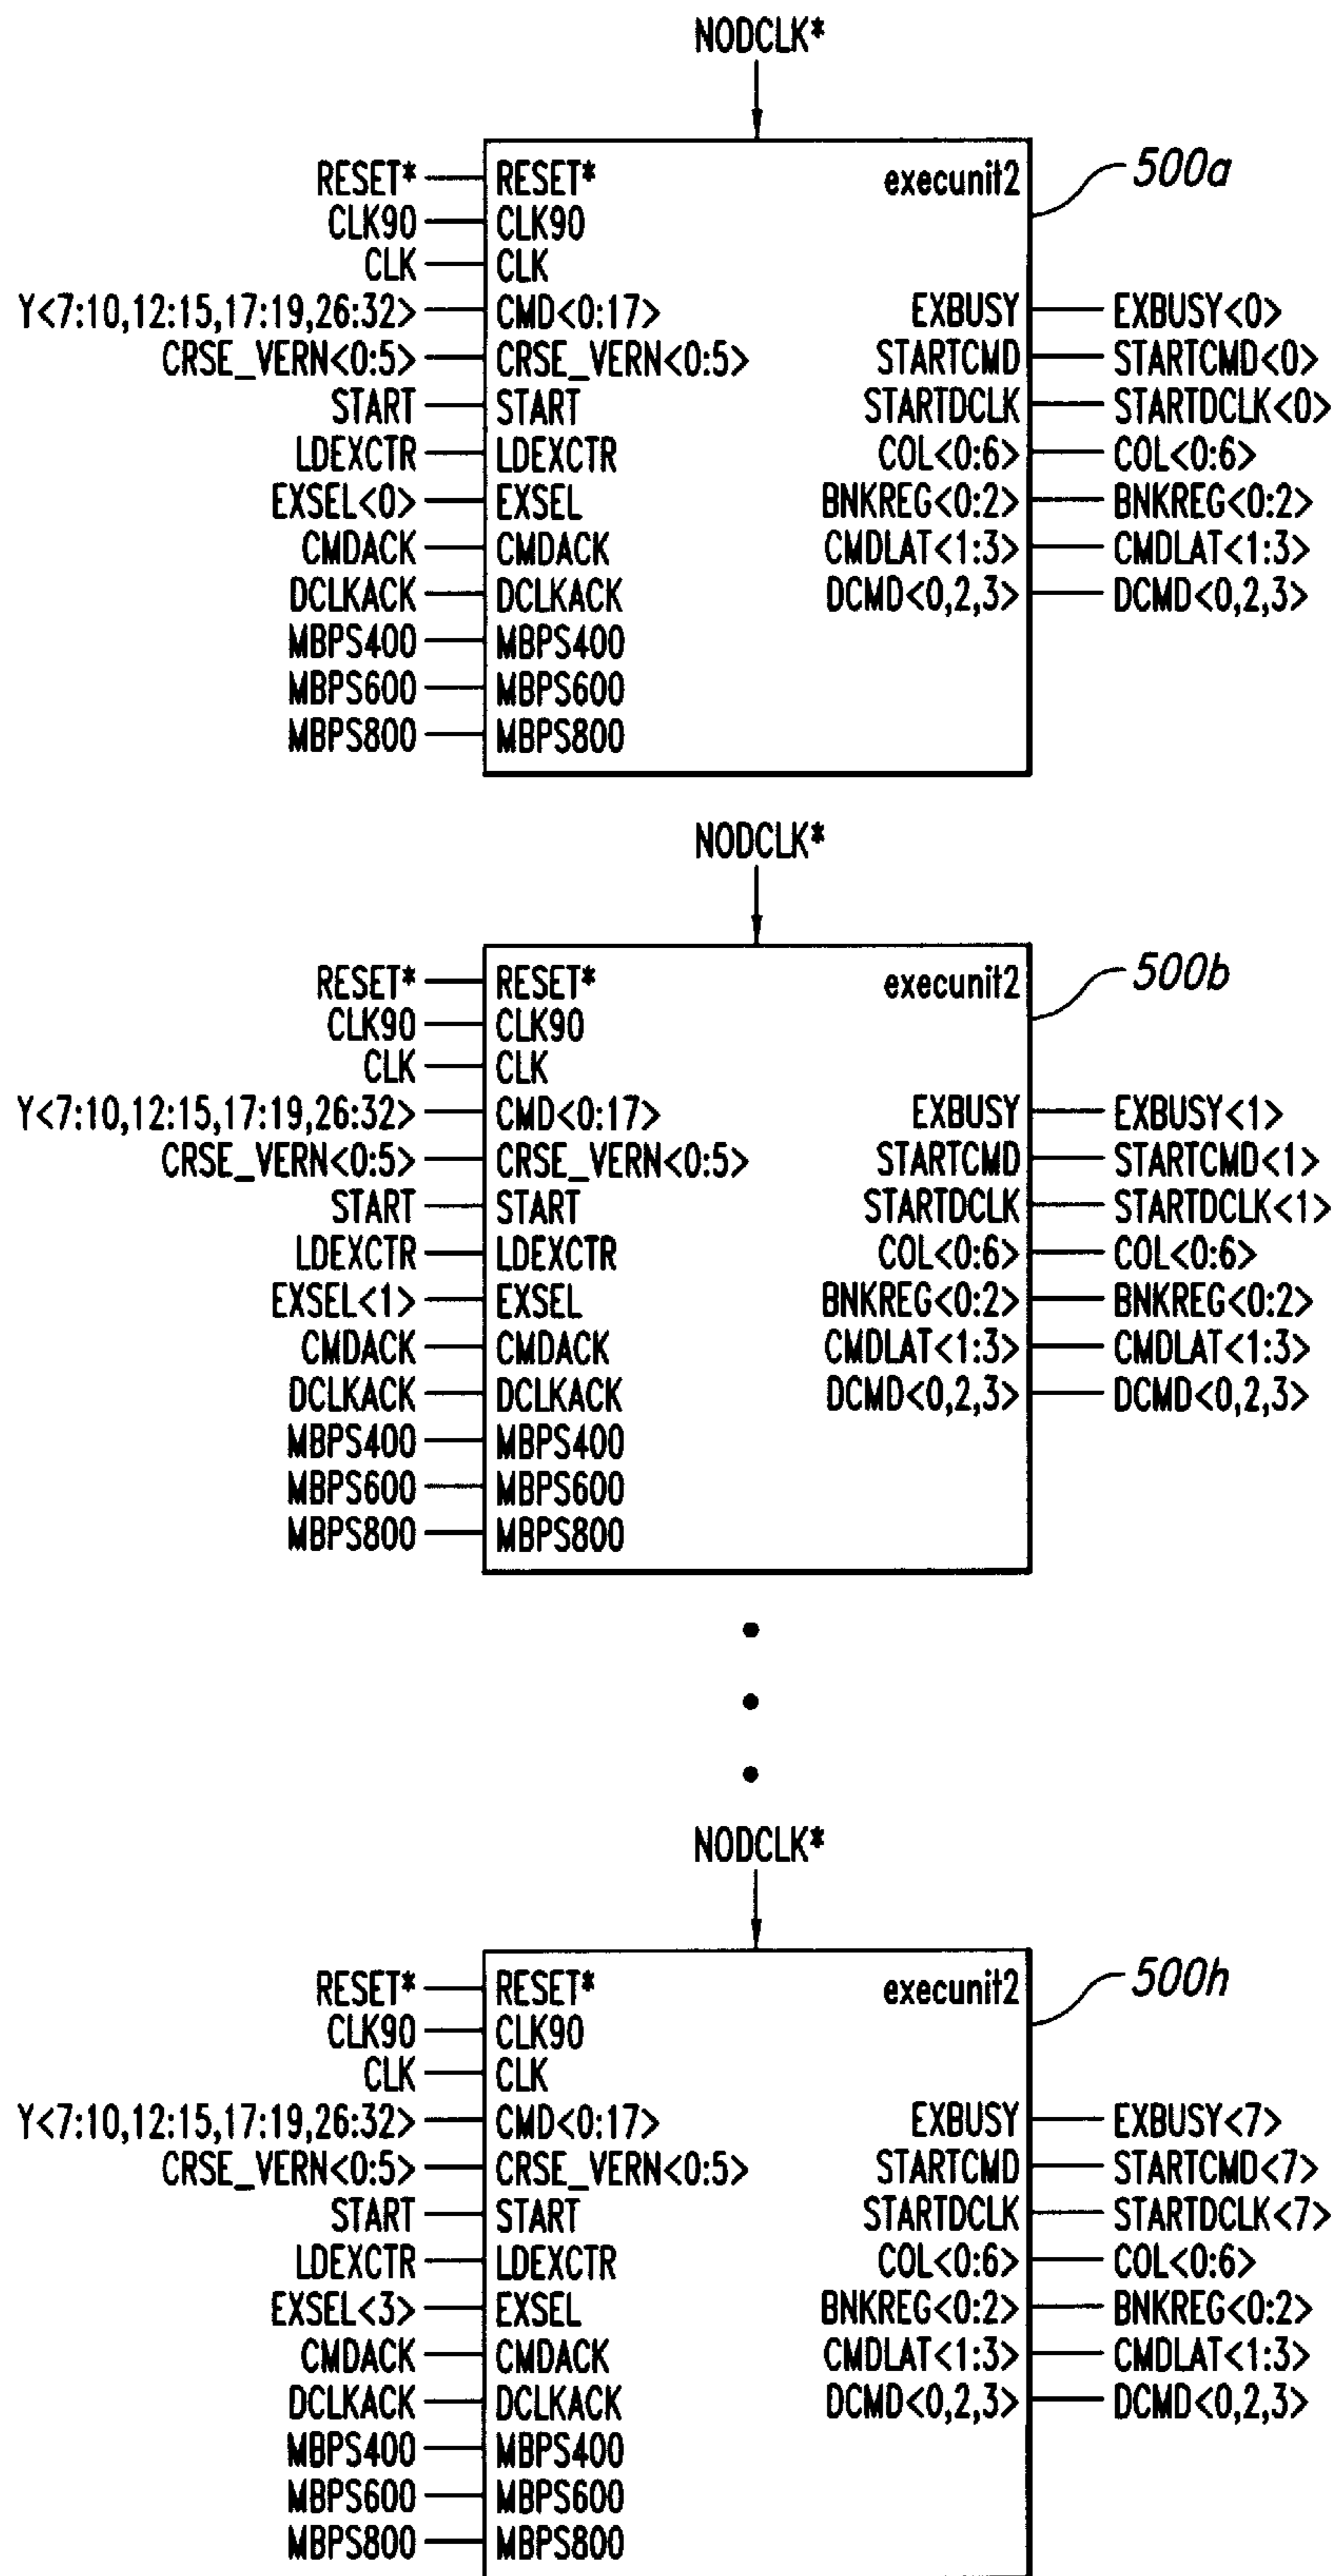 NODCLK*
RESET* RESET* execunit2 500a
CLK90 CLK90
CLK CLK
Y<7:10,12:15,17:19,26:32> CMD<0:17> EXBUSY EXBUSY<0>
CRSE_VERN<0:5> CRSE_VERN<0:5> STARTCMD STARTCMD<0>
START START STARTDCLK STARTDCLK<0>
LDEXCTR LDEXCTR COL<0:6> COL<0:6>
EXSEL<0> EXSEL BNKREG<0:2> BNKREG<0:2>
CMDACK CMDACK CMDLAT<1:3> CMDLAT<1:3>
DCLKACK DCLKACK DCMD<0,2,3> DCMD<0,2,3>
MBPS400 MBPS400
MBPS600 MBPS600
MBPS800 MBPS800
NODCLK*
RESET* RESET* execunit2 500b
CLK90 CLK90
CLK CLK
Y<7:10,12:15,17:19,26:32> CMD<0:17> EXBUSY EXBUSY<1>
CRSE_VERN<0:5> CRSE_VERN<0:5> STARTCMD STARTCMD<1>
START START STARTDCLK STARTDCLK<1>
LDEXCTR LDEXCTR COL<0:6> COL<0:6>
EXSEL<1> EXSEL BNKREG<0:2> BNKREG<0:2>
CMDACK CMDACK CMDLAT<1:3> CMDLAT<1:3>
DCLKACK DCLKACK DCMD<0,2,3> DCMD<0,2,3>
MBPS400 MBPS400
MBPS600 MBPS600
MBPS800 MBPS800
NODCLK*
RESET* RESET* execunit2 500h
CLK90 CLK90
CLK CLK
Y<7:10,12:15,17:19,26:32> CMD<0:17> EXBUSY EXBUSY<7>
CRSE_VERN<0:5> CRSE_VERN<0:5> STARTCMD STARTCMD<7>
START START STARTDCLK STARTDCLK<7>
LDEXCTR LDEXCTR COL<0:6> COL<0:6>
EXSEL<3> EXSEL BNKREG<0:2> BNKREG<0:2>
CMDACK CMDACK CMDLAT<1:3> CMDLAT<1:3>
DCLKACK DCLKACK DCMD<0,2,3> DCMD<0,2,3>
MBPS400 MBPS400
MBPS600 MBPS600
MBPS800 MBPS800